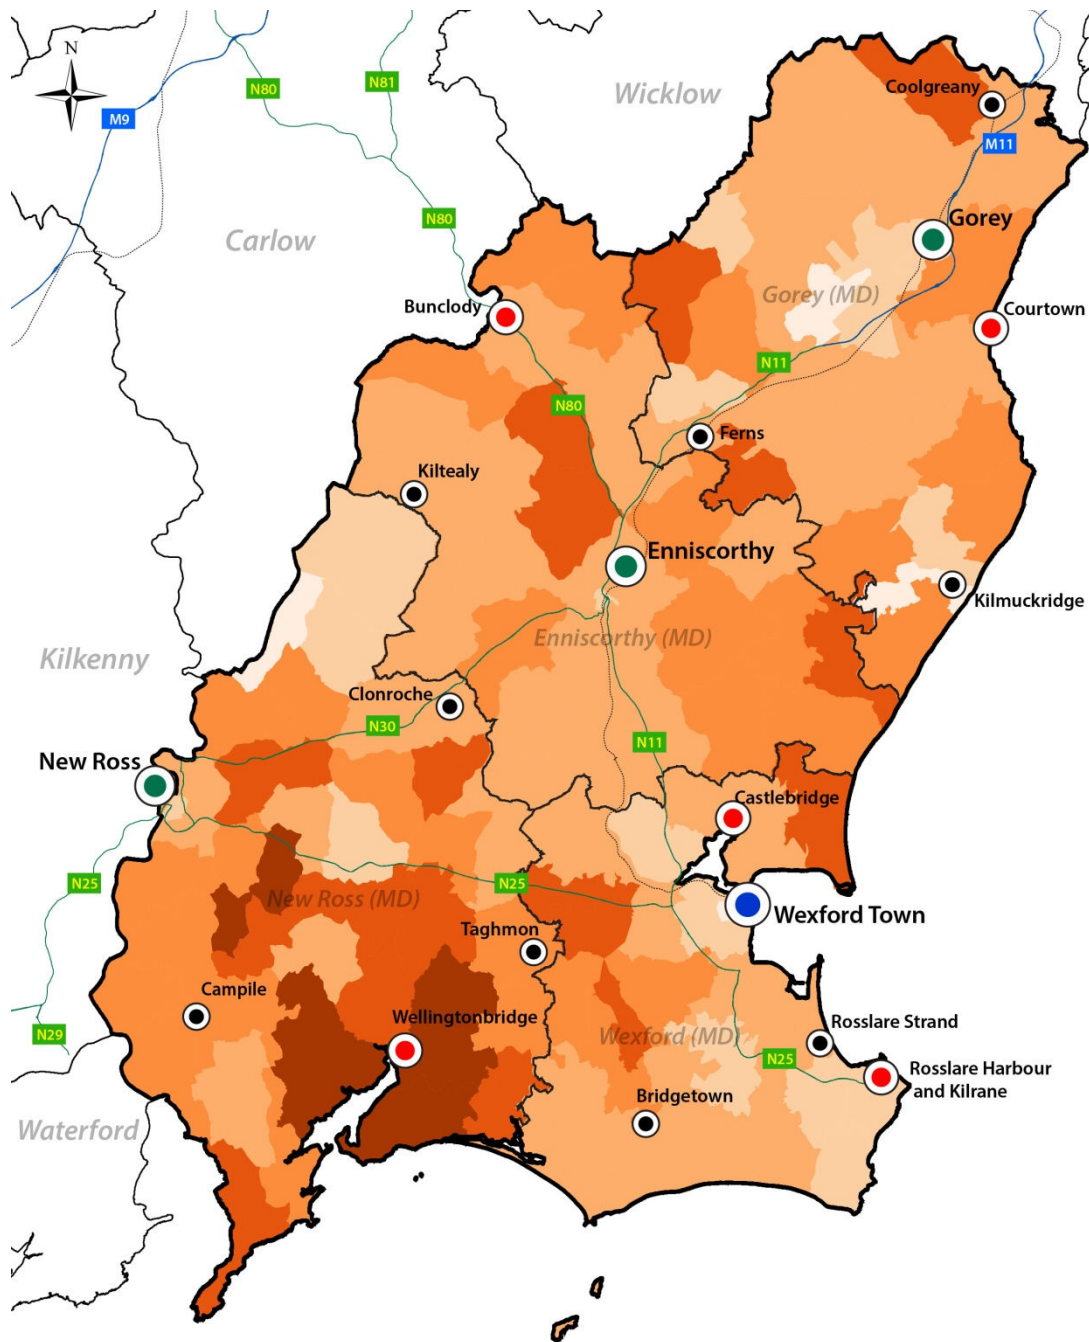 N
N80
N81
Wicklow
Coolgreany
M9
M11
N80
Carlow
Gorey
Gorey (MD)
Bunclody
Courtown
N11
N80
Ferns
Kiltealy
Enniscorthy
Kilmuckridge
Enniscorthy (MD)
Kilkenny
Clonroche
N30
N11
New Ross
Castlebridge
N25
N25
New Ross (MD)
Wexford Town
Taghmon
Campile
Wellingtonbridge
Rosslare Strand
N29
Wexford (MD)
N25
Rosslare Harbour
and Kilrane
Bridgetown
Waterford